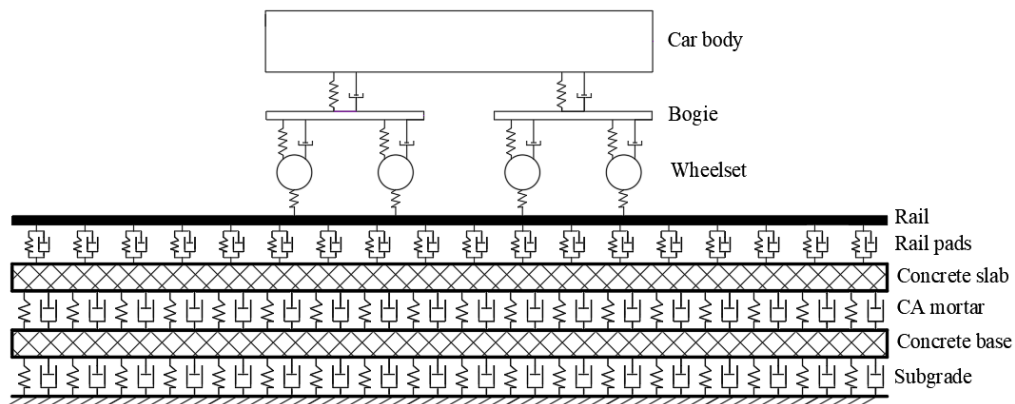 Car body
Bogie
Wheelset
Rail
Rail pads
Concrete slab
CA mortar
Concrete base
Subgrade